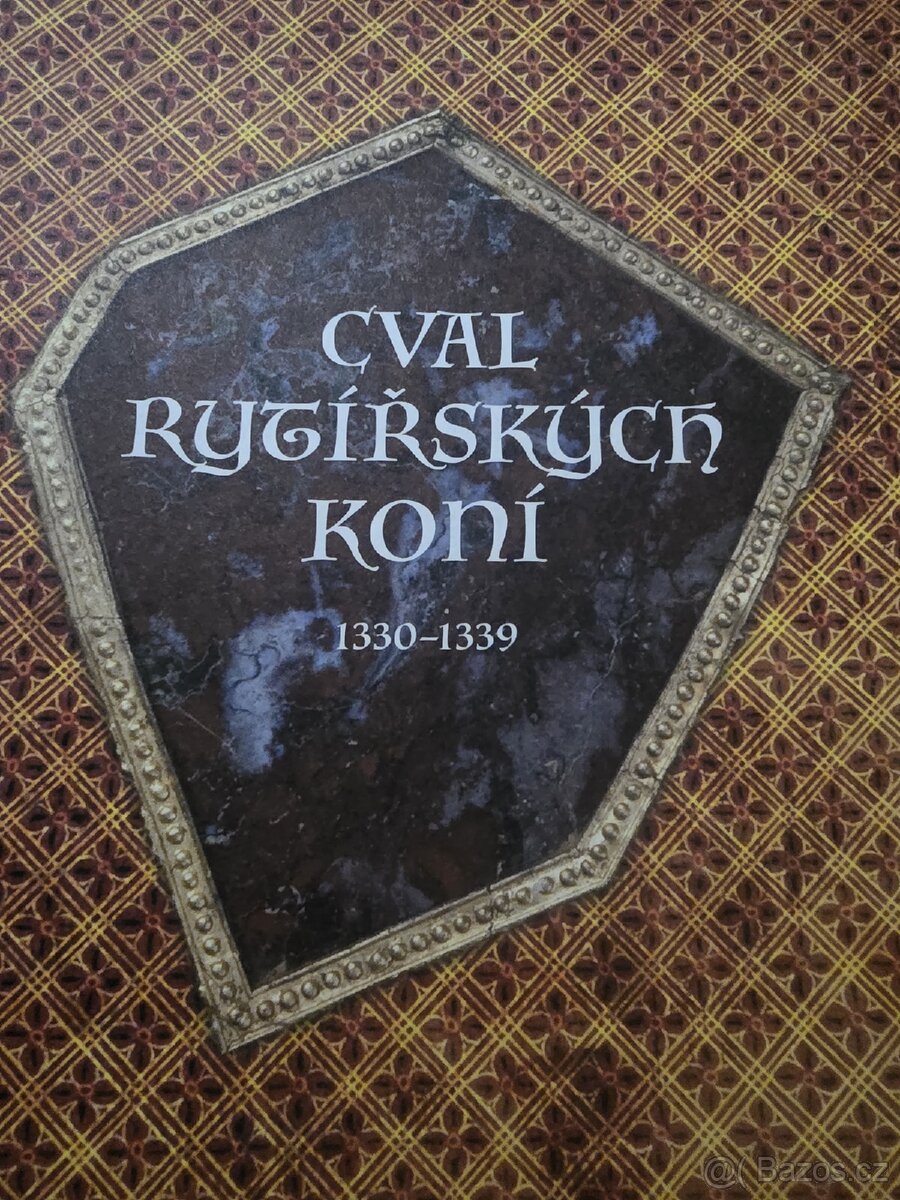 CVAL
RYTÍŘSKÝCH
KONÍ
1330–1339
@( Bazos.cz